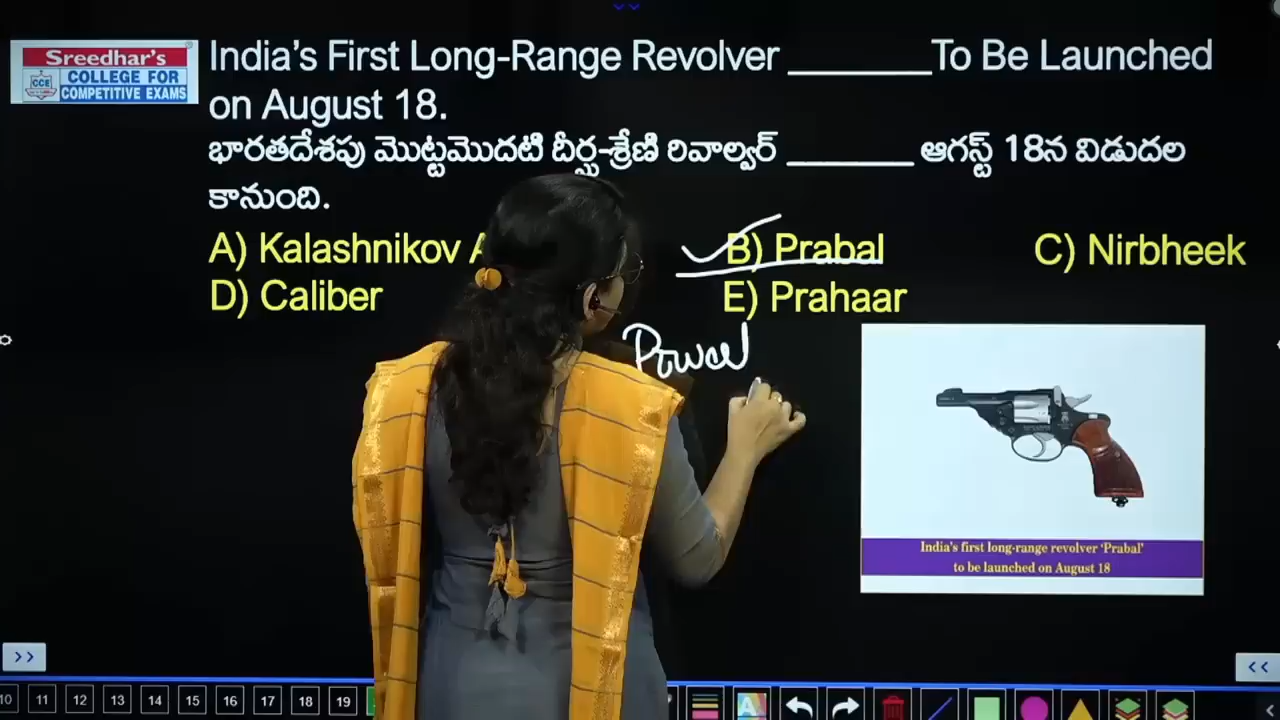 Sreedhar's
CCE
COLLEGE FOR
COMPETITIVE EXAMS
India's First Long-Range Revolver ________To Be Launched
on August 18.
భారతదేశపు మొట్టమొదటి దీర్ఘ-శ్రేణి రివాల్వర్ ________ ఆగస్ట్ 18న విడుదల
కానుంది.
A) Kalashnikov B) Prabal C) Nirbheek
D) Caliber E) Prahaar
India's first long-range revolver 'Prabal'
to be launched on August 18
>> <<
10 11 12 13 14 15 16 17 18 19 A <